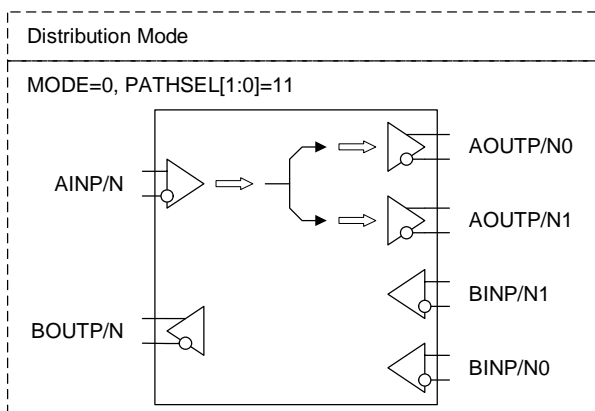 Distribution Mode
MODE=0, PATHSEL[1:0]=11
AINP/N
AOUTP/N0
AOUTP/N1
BOUTP/N
BINP/N1
BINP/N0